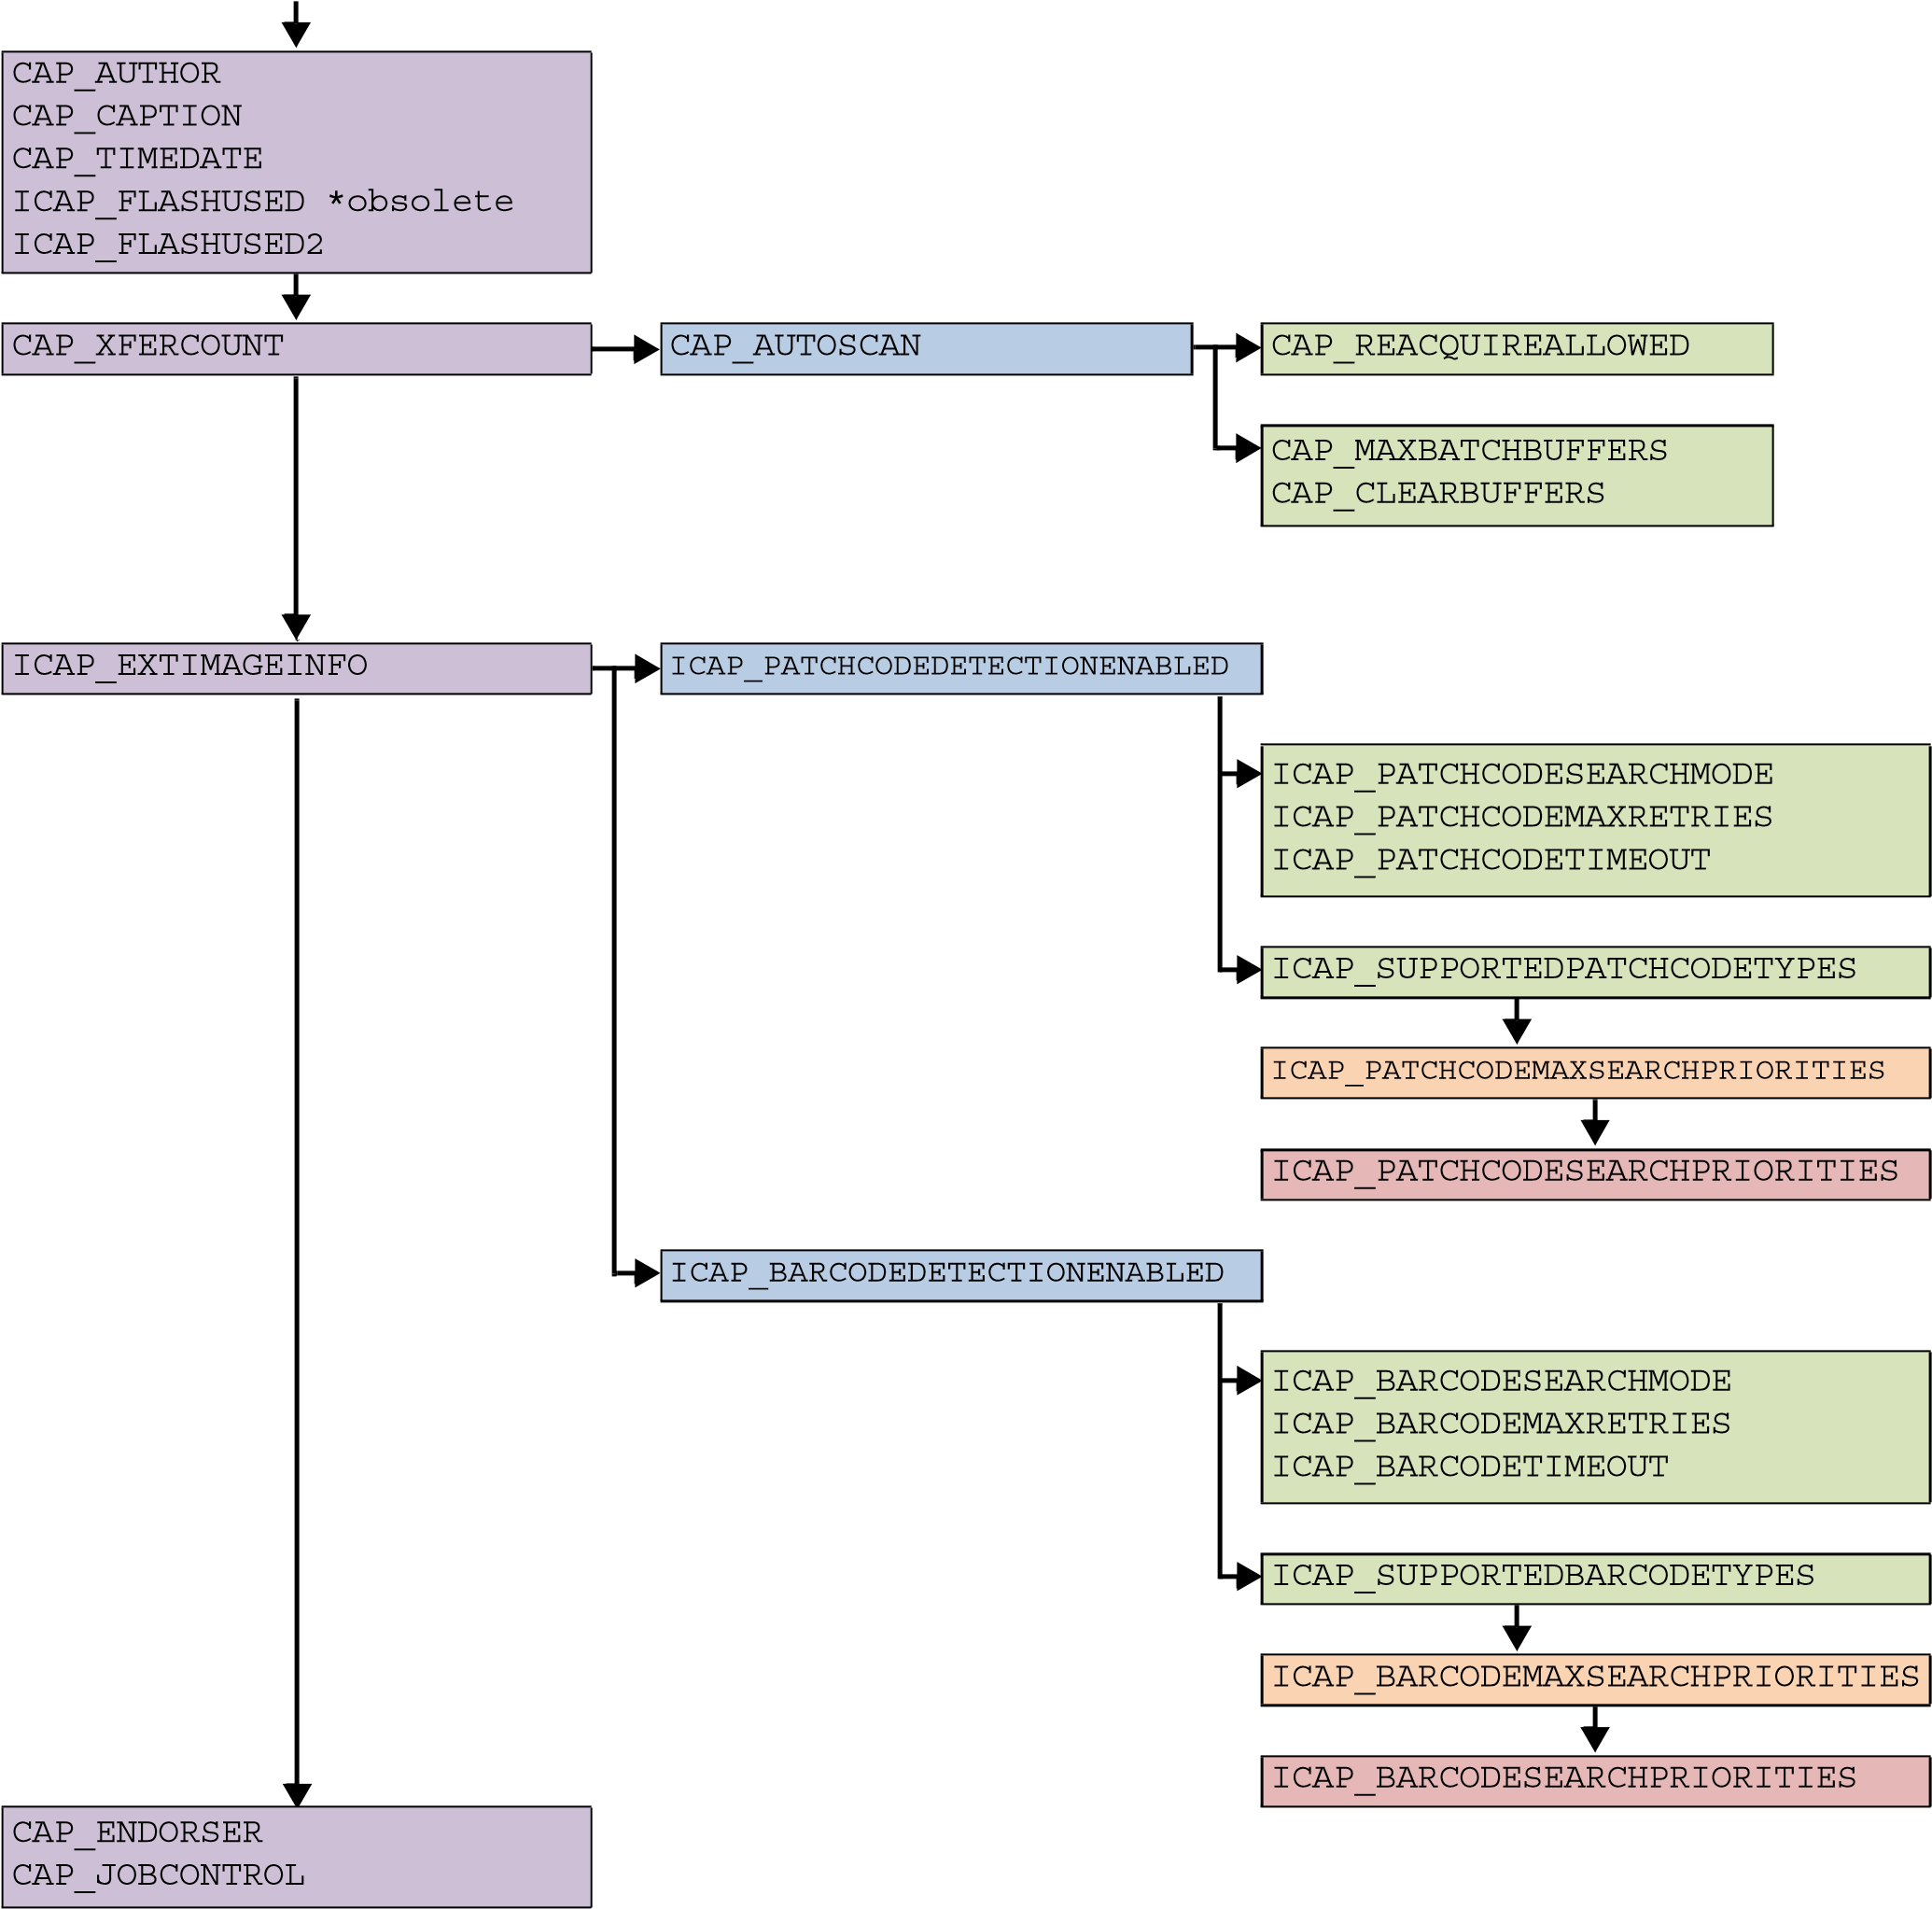 CAP_AUTHOR
CAP_CAPTION
CAP_TIMEDATE
ICAP_FLASHUSED *obsolete
ICAP_FLASHUSED2
CAP_XFERCOUNT
CAP_AUTOSCAN
CAP_REACQUIREALLOWED
CAP_MAXBATCHBUFFERS
CAP_CLEARBUFFERS
ICAP_EXTIMAGEINFO
ICAP_PATCHCODEDETECTIONENABLED
ICAP_PATCHCODESEARCHMODE
ICAP_PATCHCODEMAXRETRIES
ICAP_PATCHCODETIMEOUT
ICAP_SUPPORTEDPATCHCODETYPES
ICAP_PATCHCODEMAXSEARCHPRIORITIES
ICAP_PATCHCODESEARCHPRIORITIES
ICAP_BARCODEDETECTIONENABLED
ICAP_BARCODESEARCHMODE
ICAP_BARCODEMAXRETRIES
ICAP_BARCODETIMEOUT
ICAP_SUPPORTEDBARCODETYPES
ICAP_BARCODEMAXSEARCHPRIORITIES
ICAP_BARCODESEARCHPRIORITIES
CAP_ENDORSER
CAP_JOBCONTROL